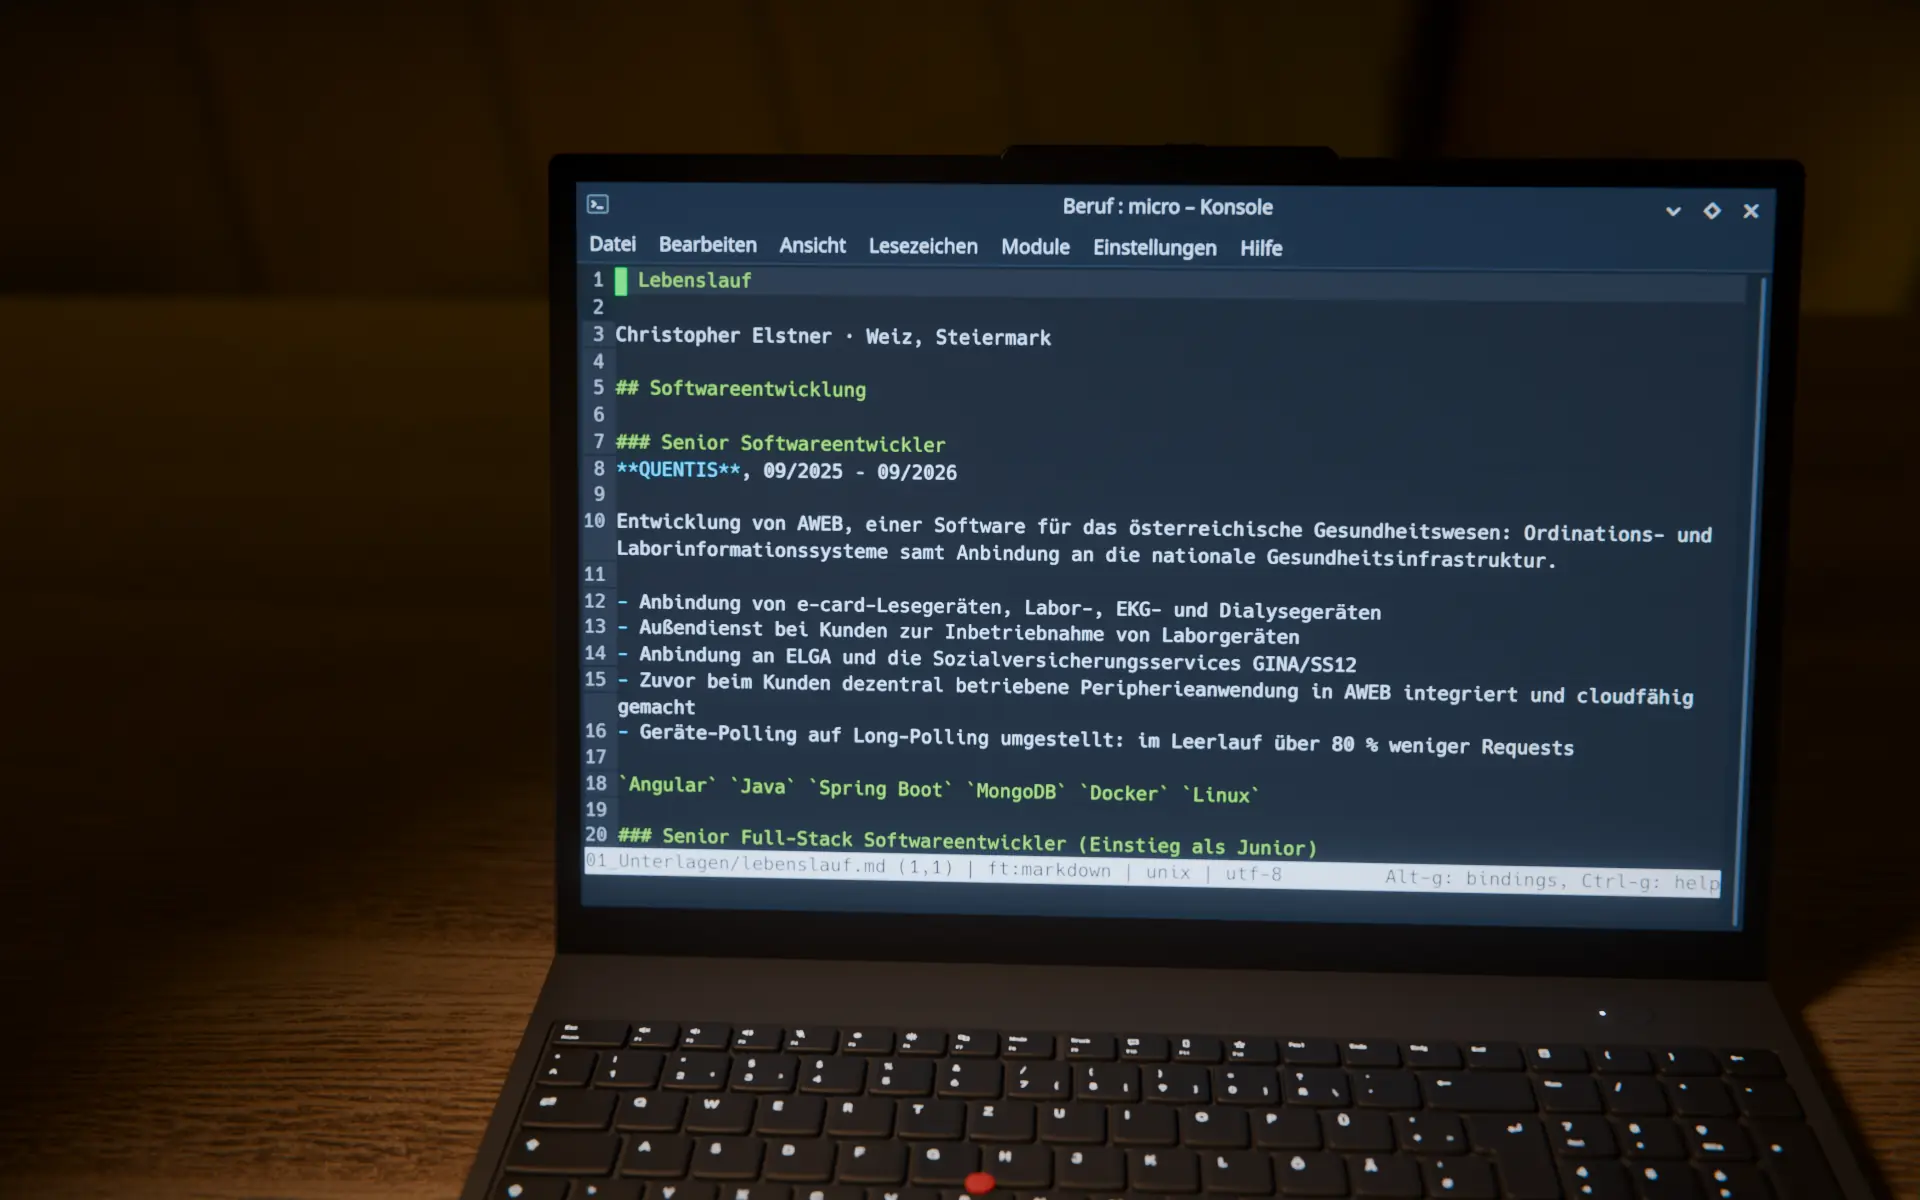 Beruf : micro – Konsole
Datei Bearbeiten Ansicht Lesezeichen Module Einstellungen Hilfe
1 Lebenslauf
2
3 Christopher Elstner · Weiz, Steiermark
4
5 ## Softwareentwicklung
6
7 ### Senior Softwareentwickler
8 **QUENTIS**, 09/2025 - 09/2026
9
10 Entwicklung von AWEB, einer Software für das österreichische Gesundheitswesen: Ordinations- und
Laborinformationssysteme samt Anbindung an die nationale Gesundheitsinfrastruktur.
11
12 - Anbindung von e-card-Lesegeräten, Labor-, EKG- und Dialysegeräten
13 - Außendienst bei Kunden zur Inbetriebnahme von Laborgeräten
14 - Anbindung an ELGA und die Sozialversicherungsservices GINA/SS12
15 - Zuvor beim Kunden dezentral betriebene Peripherieanwendung in AWEB integriert und cloudfähig
gemacht
16 - Geräte-Polling auf Long-Polling umgestellt: im Leerlauf über 80 % weniger Requests
17
18 `Angular` `Java` `Spring Boot` `MongoDB` `Docker` `Linux`
19
20 ### Senior Full-Stack Softwareentwickler (Einstieg als Junior)
01_Unterlagen/lebenslauf.md (1,1) | ft:markdown | unix | utf-8 Alt-g: bindings, Ctrl-g: help
Q W E R T Z U I O P
A S D F G H J K L Ö Ä